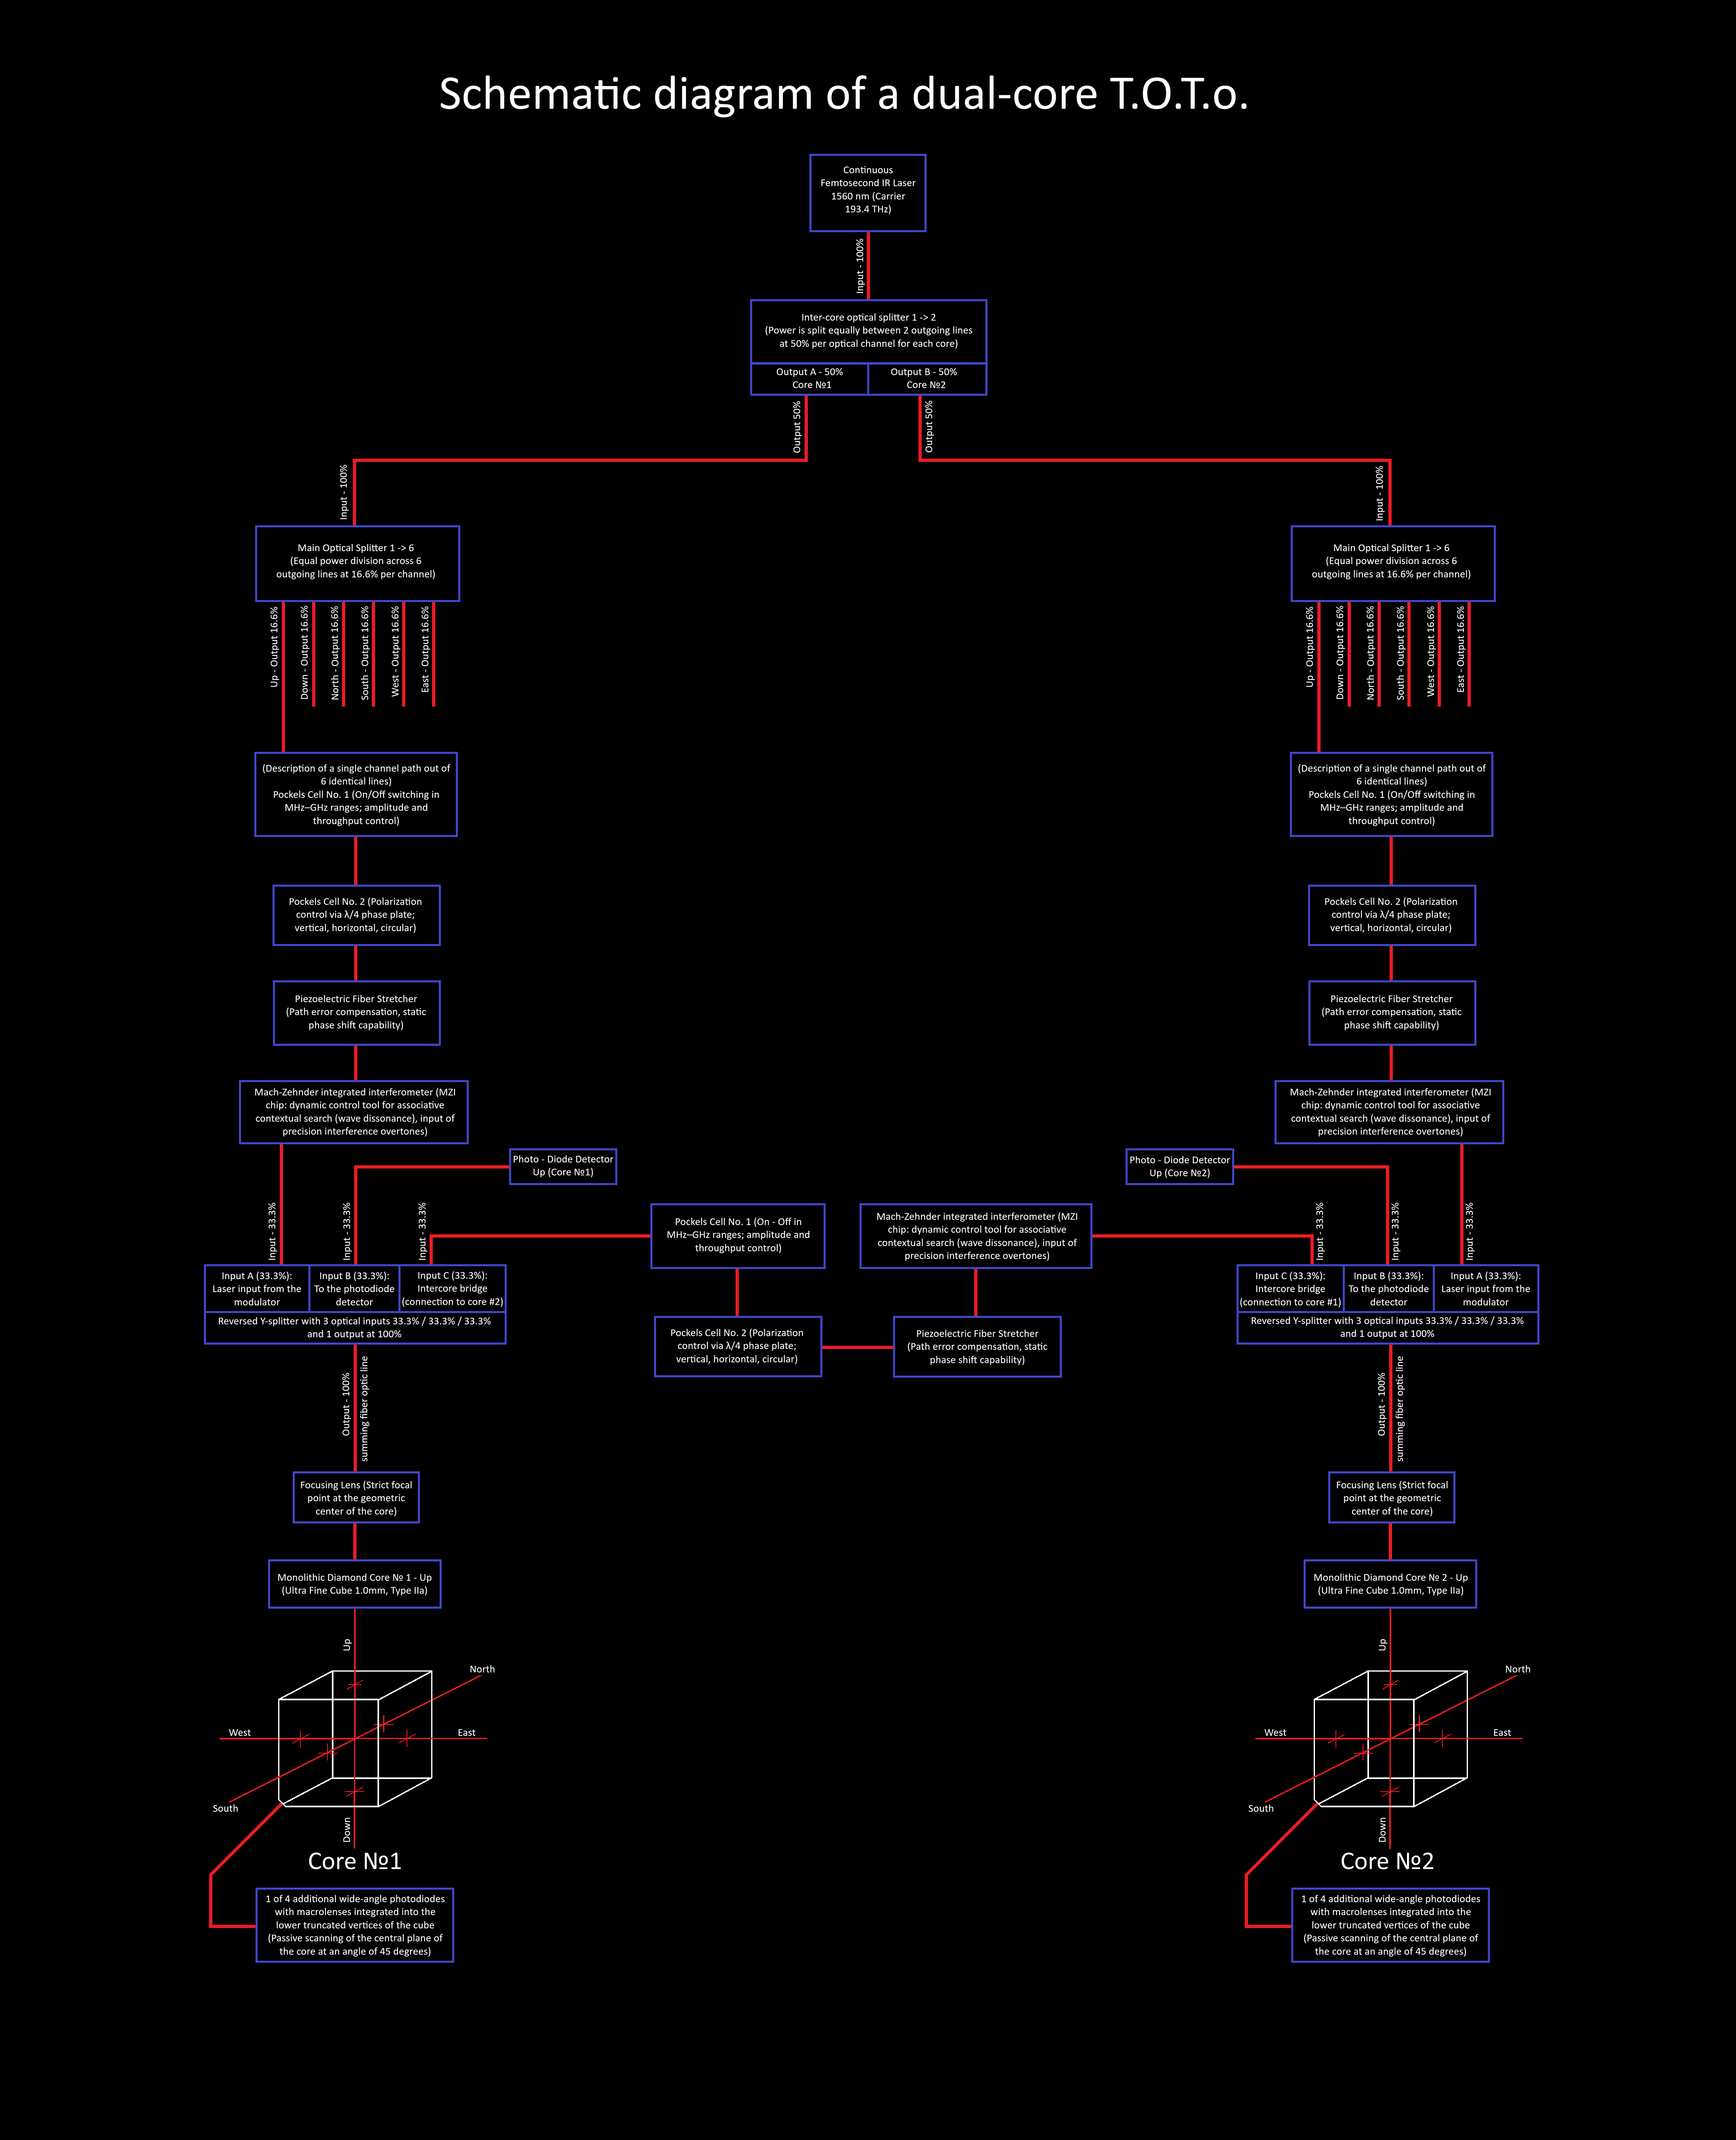 Schematic diagram of a dual-core T.O.T.o.
Continuous
Femtosecond IR Laser
1560 nm (Carrier
193.4 THz)
Input - 100%
Inter-core optical splitter 1 -> 2
(Power is split equally between 2 outgoing lines
at 50% per optical channel for each core)
Output A - 50%
Core №1
Output B - 50%
Core №2
Output 50%
Output 50%
Input - 100%
Input - 100%
Main Optical Splitter 1 -> 6
(Equal power division across 6
outgoing lines at 16.6% per channel)
Main Optical Splitter 1 -> 6
(Equal power division across 6
outgoing lines at 16.6% per channel)
Up - Output 16.6%
Down - Output 16.6%
North - Output 16.6%
South - Output 16.6%
West - Output 16.6%
East - Output 16.6%
Up - Output 16.6%
Down - Output 16.6%
North - Output 16.6%
South - Output 16.6%
West - Output 16.6%
East - Output 16.6%
(Description of a single channel path out of
6 identical lines)
Pockels Cell No. 1 (On/Off switching in
MHz–GHz ranges; amplitude and
throughput control)
(Description of a single channel path out of
6 identical lines)
Pockels Cell No. 1 (On/Off switching in
MHz–GHz ranges; amplitude and
throughput control)
Pockels Cell No. 2 (Polarization
control via λ/4 phase plate;
vertical, horizontal, circular)
Pockels Cell No. 2 (Polarization
control via λ/4 phase plate;
vertical, horizontal, circular)
Piezoelectric Fiber Stretcher
(Path error compensation, static
phase shift capability)
Piezoelectric Fiber Stretcher
(Path error compensation, static
phase shift capability)
Mach-Zehnder integrated interferometer (MZI
chip: dynamic control tool for associative
contextual search (wave dissonance), input of
precision interference overtones)
Mach-Zehnder integrated interferometer (MZI
chip: dynamic control tool for associative
contextual search (wave dissonance), input of
precision interference overtones)
Photo - Diode Detector
Up (Core №1)
Photo - Diode Detector
Up (Core №2)
Input - 33.3%
Input - 33.3%
Input - 33.3%
Pockels Cell No. 1 (On - Off in
MHz–GHz ranges; amplitude and
throughput control)
Mach-Zehnder integrated interferometer (MZI
chip: dynamic control tool for associative
contextual search (wave dissonance), input of
precision interference overtones)
Input - 33.3%
Input - 33.3%
Input - 33.3%
Input A (33.3%):
Laser input from the
modulator
Input B (33.3%):
To the photodiode
detector
Input C (33.3%):
Intercore bridge
(connection to core #2)
Reversed Y-splitter with 3 optical inputs 33.3% / 33.3% / 33.3%
and 1 output at 100%
Input C (33.3%):
Intercore bridge
(connection to core #1)
Input B (33.3%):
To the photodiode
detector
Input A (33.3%):
Laser input from the
modulator
Reversed Y-splitter with 3 optical inputs 33.3% / 33.3% / 33.3%
and 1 output at 100%
Pockels Cell No. 2 (Polarization
control via λ/4 phase plate;
vertical, horizontal, circular)
Piezoelectric Fiber Stretcher
(Path error compensation, static
phase shift capability)
Output - 100%
summing fiber optic line
Output - 100%
summing fiber optic line
Focusing Lens (Strict focal
point at the geometric
center of the core)
Focusing Lens (Strict focal
point at the geometric
center of the core)
Monolithic Diamond Core № 1 - Up
(Ultra Fine Cube 1.0mm, Type IIa)
Monolithic Diamond Core № 2 - Up
(Ultra Fine Cube 1.0mm, Type IIa)
Up
North
West
East
South
Down
Core №1
Up
North
West
East
South
Down
Core №2
1 of 4 additional wide-angle photodiodes
with macrolenses integrated into the
lower truncated vertices of the cube
(Passive scanning of the central plane of
the core at an angle of 45 degrees)
1 of 4 additional wide-angle photodiodes
with macrolenses integrated into the
lower truncated vertices of the cube
(Passive scanning of the central plane of
the core at an angle of 45 degrees)